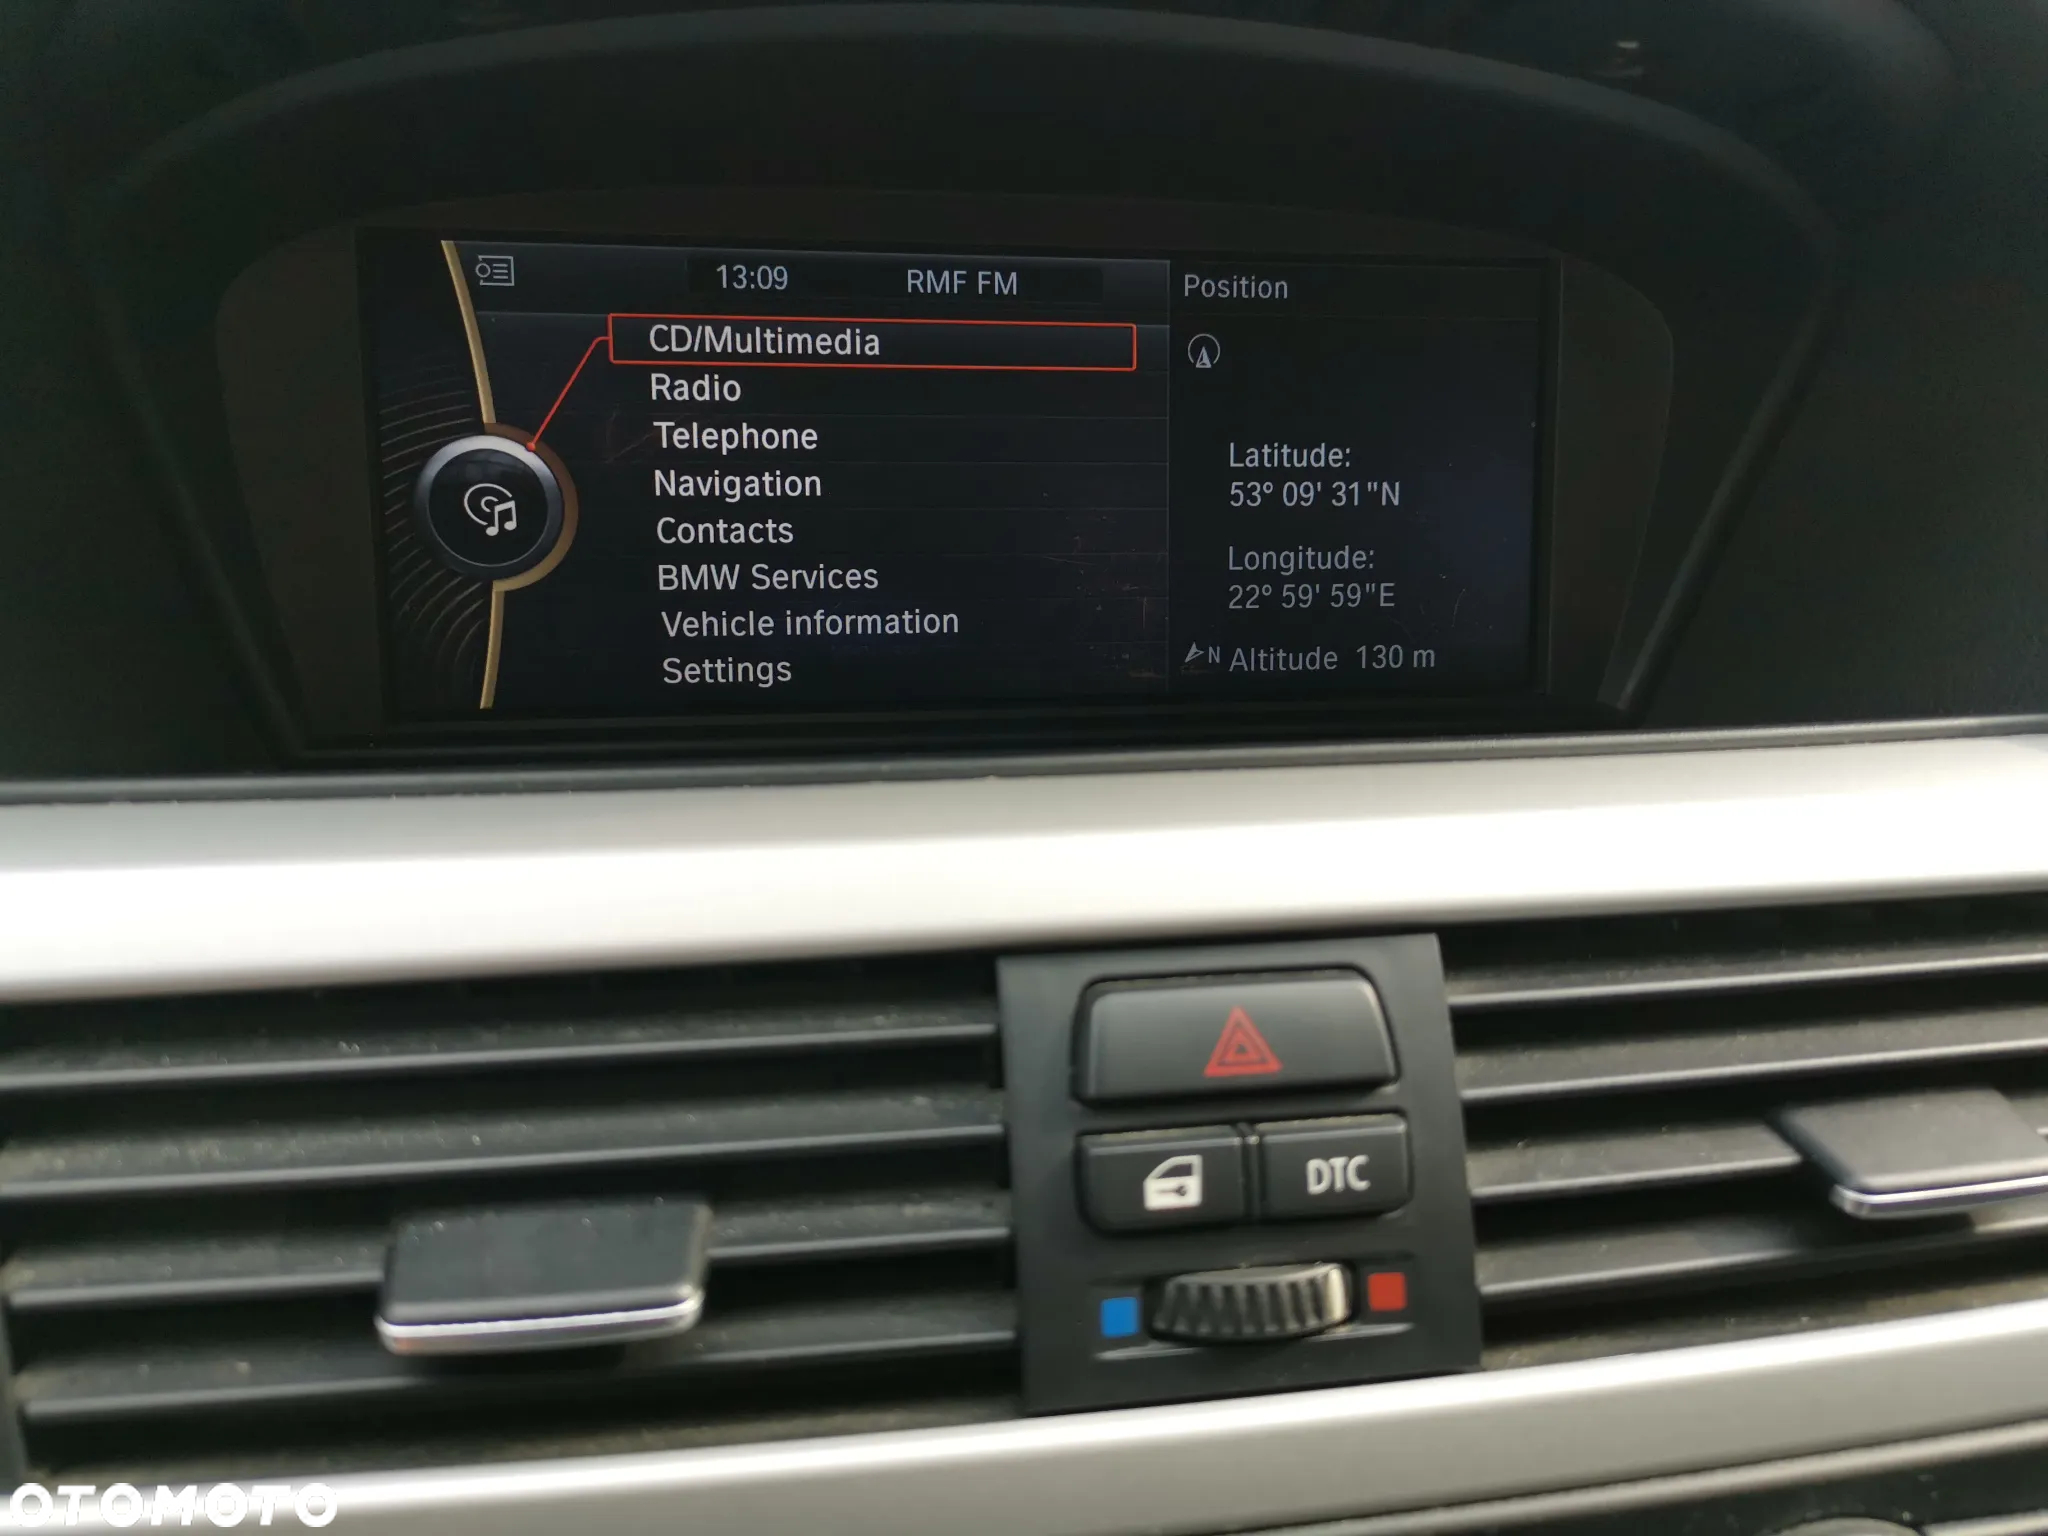 13:09 RMF FM
CD/Multimedia
Radio
Telephone
Navigation
Contacts
BMW Services
Vehicle information
Settings
Position
Latitude:
53° 09' 31"N
Longitude:
22° 59' 59"E
N Altitude 130 m
DTC
OTOMOTO